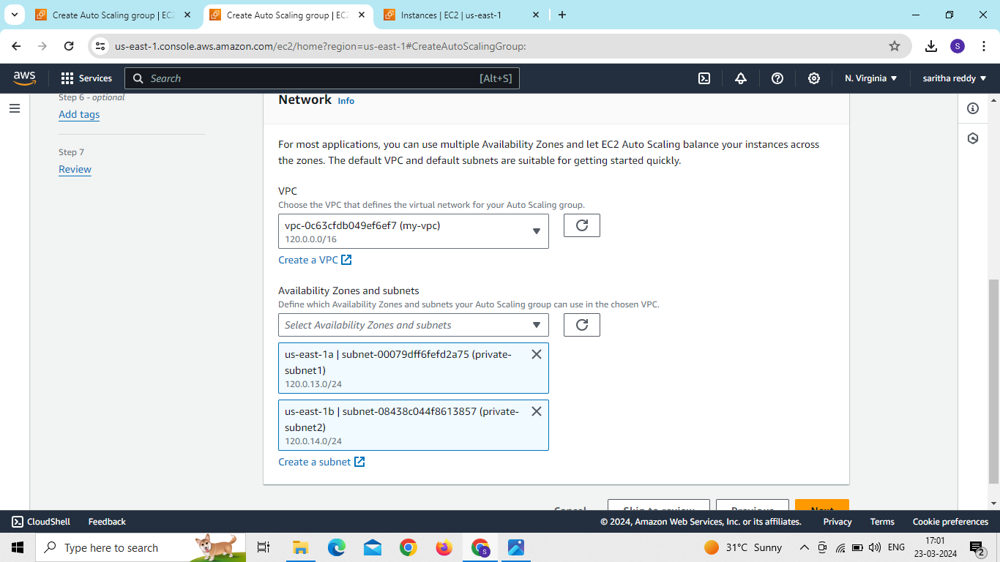 Create Auto Scaling group | EC2
Create Auto Scaling group | EC2
Instances | EC2 | us-east-1
us-east-1.console.aws.amazon.com/ec2/home?region=us-east-1#CreateAutoScalingGroup:
S
aws
Services
Search
[Alt+S]
N. Virginia
saritha reddy
Step 6 - optional
Add tags
Step 7
Review
Network Info
For most applications, you can use multiple Availability Zones and let EC2 Auto Scaling balance your instances across
the zones. The default VPC and default subnets are suitable for getting started quickly.
VPC
Choose the VPC that defines the virtual network for your Auto Scaling group.
vpc-0c63cfdb049ef6ef7 (my-vpc)
120.0.0.0/16
Create a VPC
Availability Zones and subnets
Define which Availability Zones and subnets your Auto Scaling group can use in the chosen VPC.
Select Availability Zones and subnets
us-east-1a | subnet-00079dff6fefd2a75 (private-
subnet1)
120.0.13.0/24
us-east-1b | subnet-08438c044f8613857 (private-
subnet2)
120.0.14.0/24
Create a subnet
Cancel
Skip to review
Previous
Next
CloudShell
Feedback
© 2024, Amazon Web Services, Inc. or its affiliates.
Privacy
Terms
Cookie preferences
Type here to search
S
31°C Sunny
ENG
17:01
23-03-2024
2